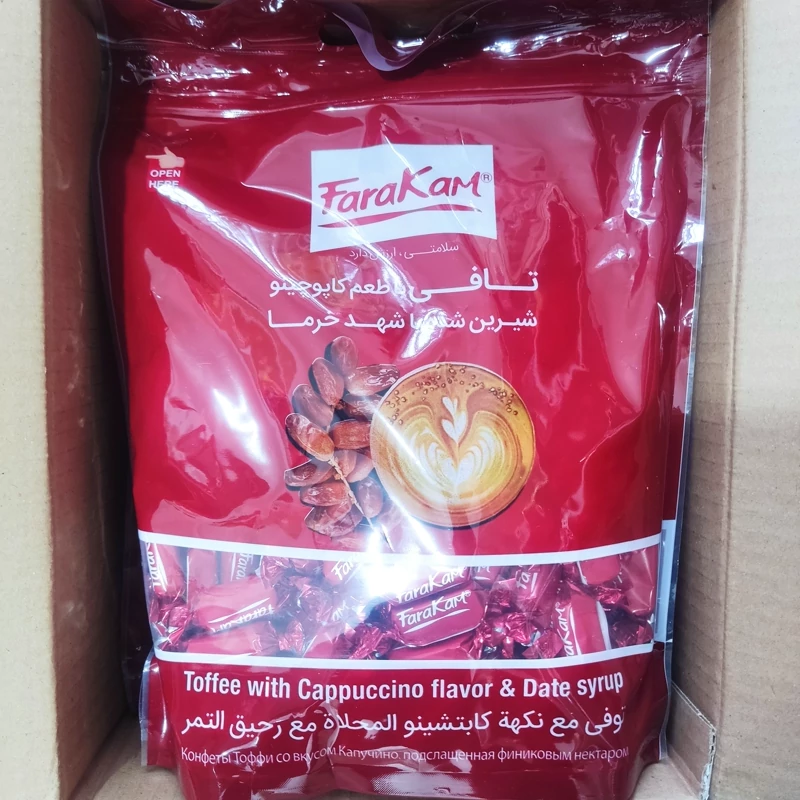 OPEN
HERE
FaraKam®
سلامتی، ارزش دارد
تافی با طعم کاپوچینو
شیرین شده با شهد خرما
FaraKam
FaraKam
FaraKam
FaraKam
Toffee with Cappuccino flavor & Date syrup
توفي مع نكهة كابتشينو المحلاة مع رحيق التمر
Конфеты Тоффи со вкусом Капучино, подслащенная финиковым нектаром